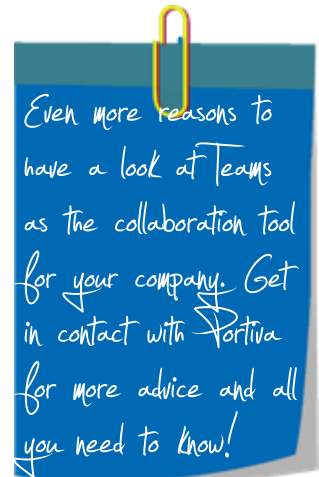 Even more reasons to
have a look at Teams
as the collaboration tool
for your company. Get
in contact with Portiva
for more advice and all
you need to know!